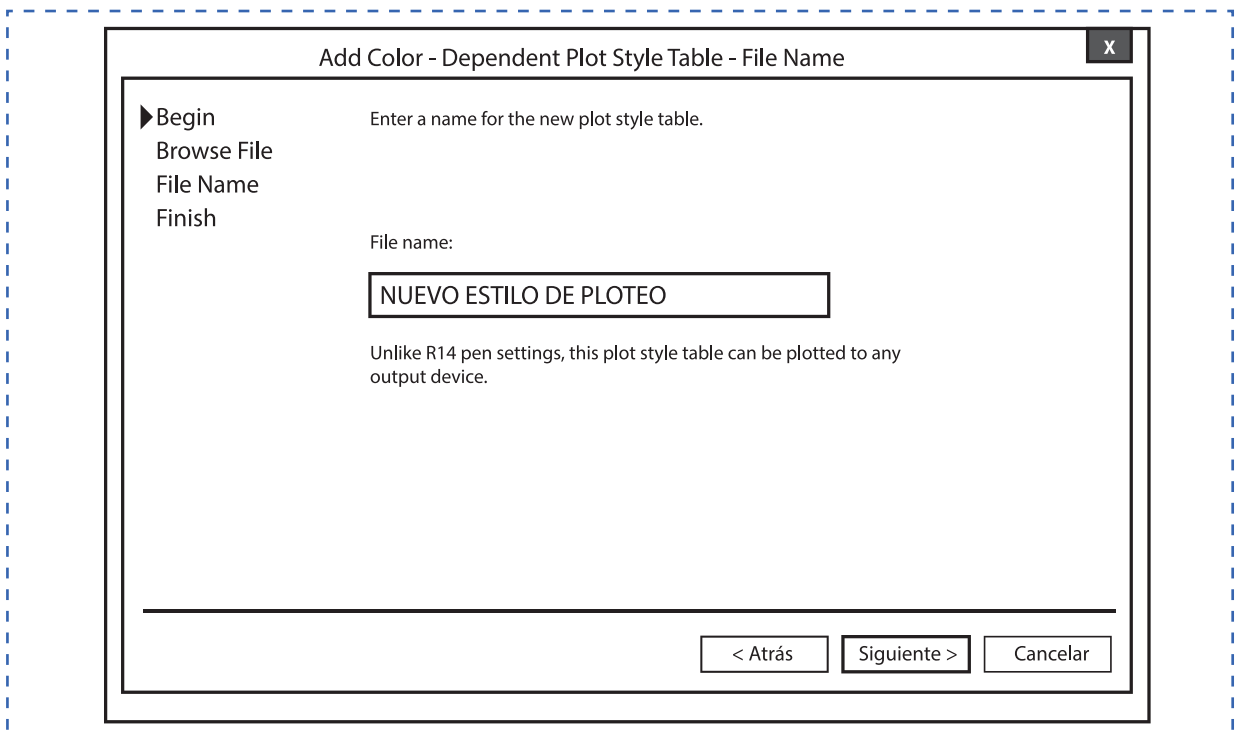 Add Color - Dependent Plot Style Table - File Name
X
Begin
Browse File
File Name
Finish
Enter a name for the new plot style table.
File name:
NUEVO ESTILO DE PLOTEO
Unlike R14 pen settings, this plot style table can be plotted to any
output device.
< Atrás
Siguiente >
Cancelar